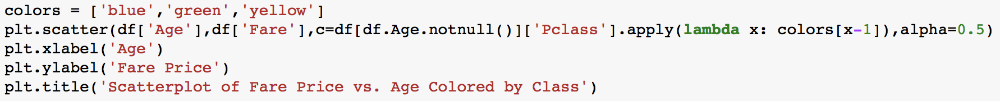 colors = ['blue','green','yellow']
plt.scatter(df['Age'],df['Fare'],c=df[df.Age.notnull()]['Pclass'].apply(lambda x: colors[x-1]),alpha=0.5)
plt.xlabel('Age')
plt.ylabel('Fare Price')
plt.title('Scatterplot of Fare Price vs. Age Colored by Class')